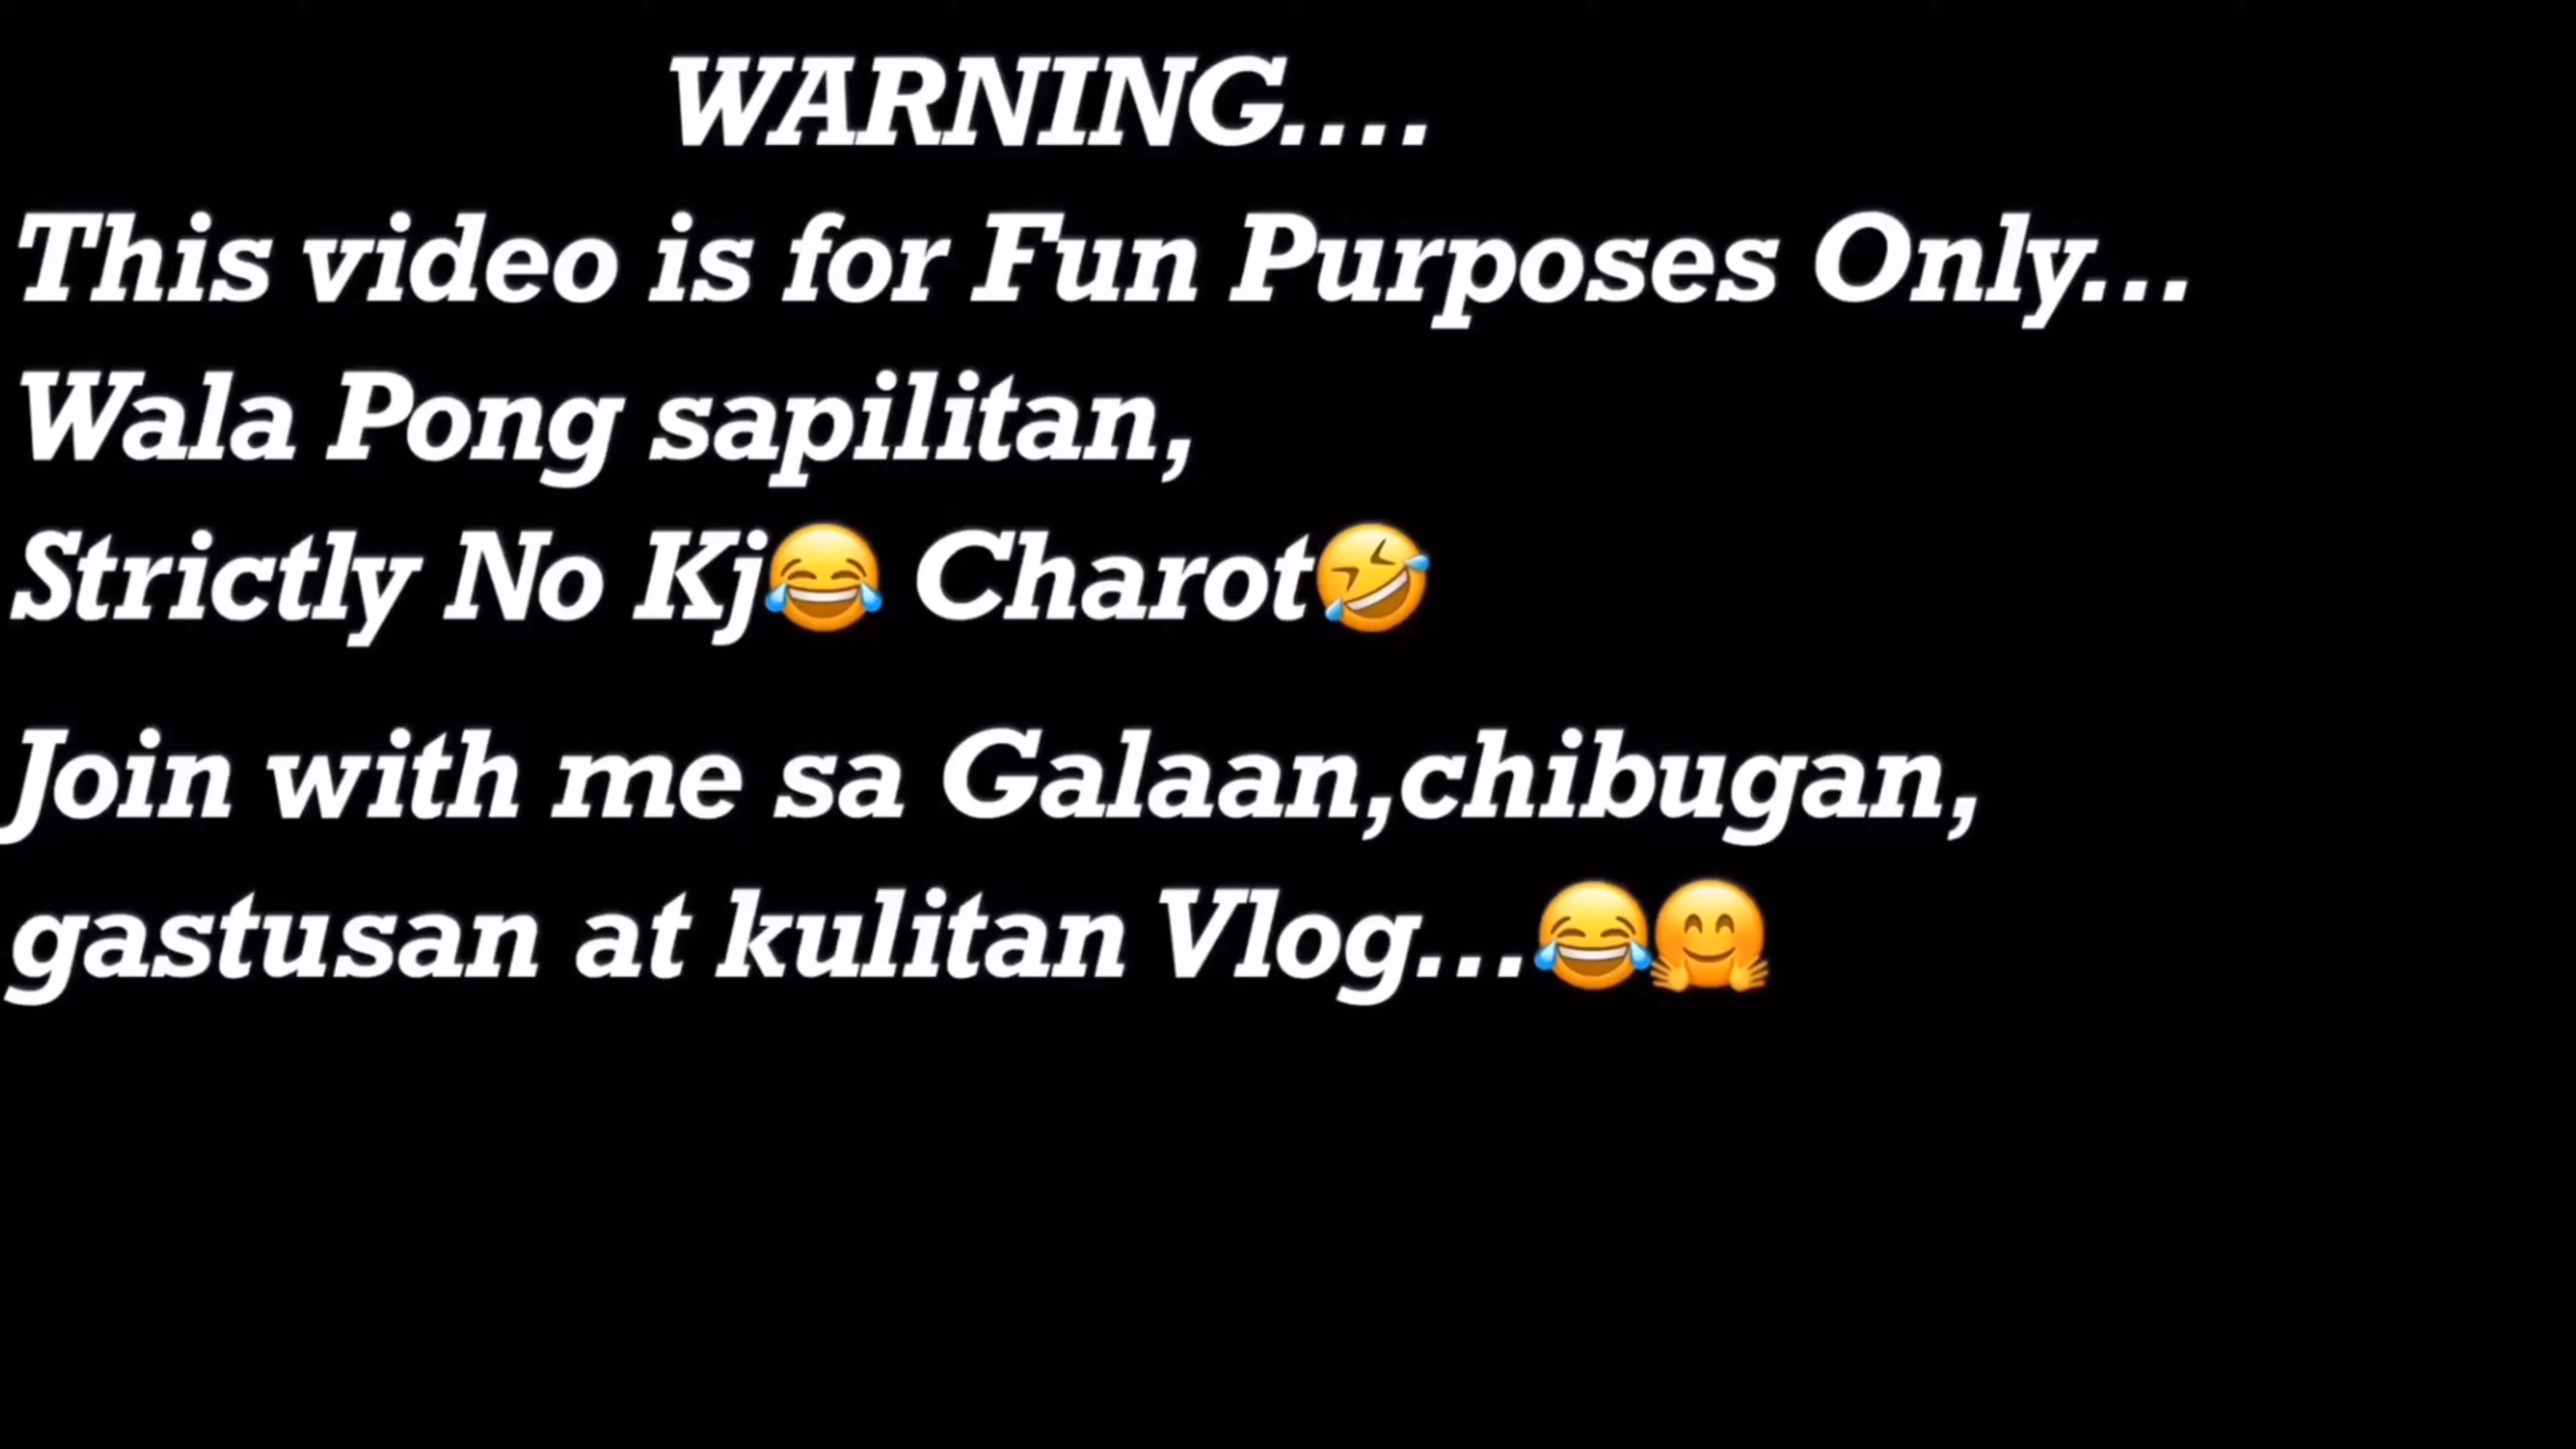 WARNING....
This video is for Fun Purposes Only...
Wala Pong sapilitan,
Strictly No Kj😂 Charot🤣
Join with me sa Galaan,chibugan,
gastusan at kulitan Vlog...😂🤗